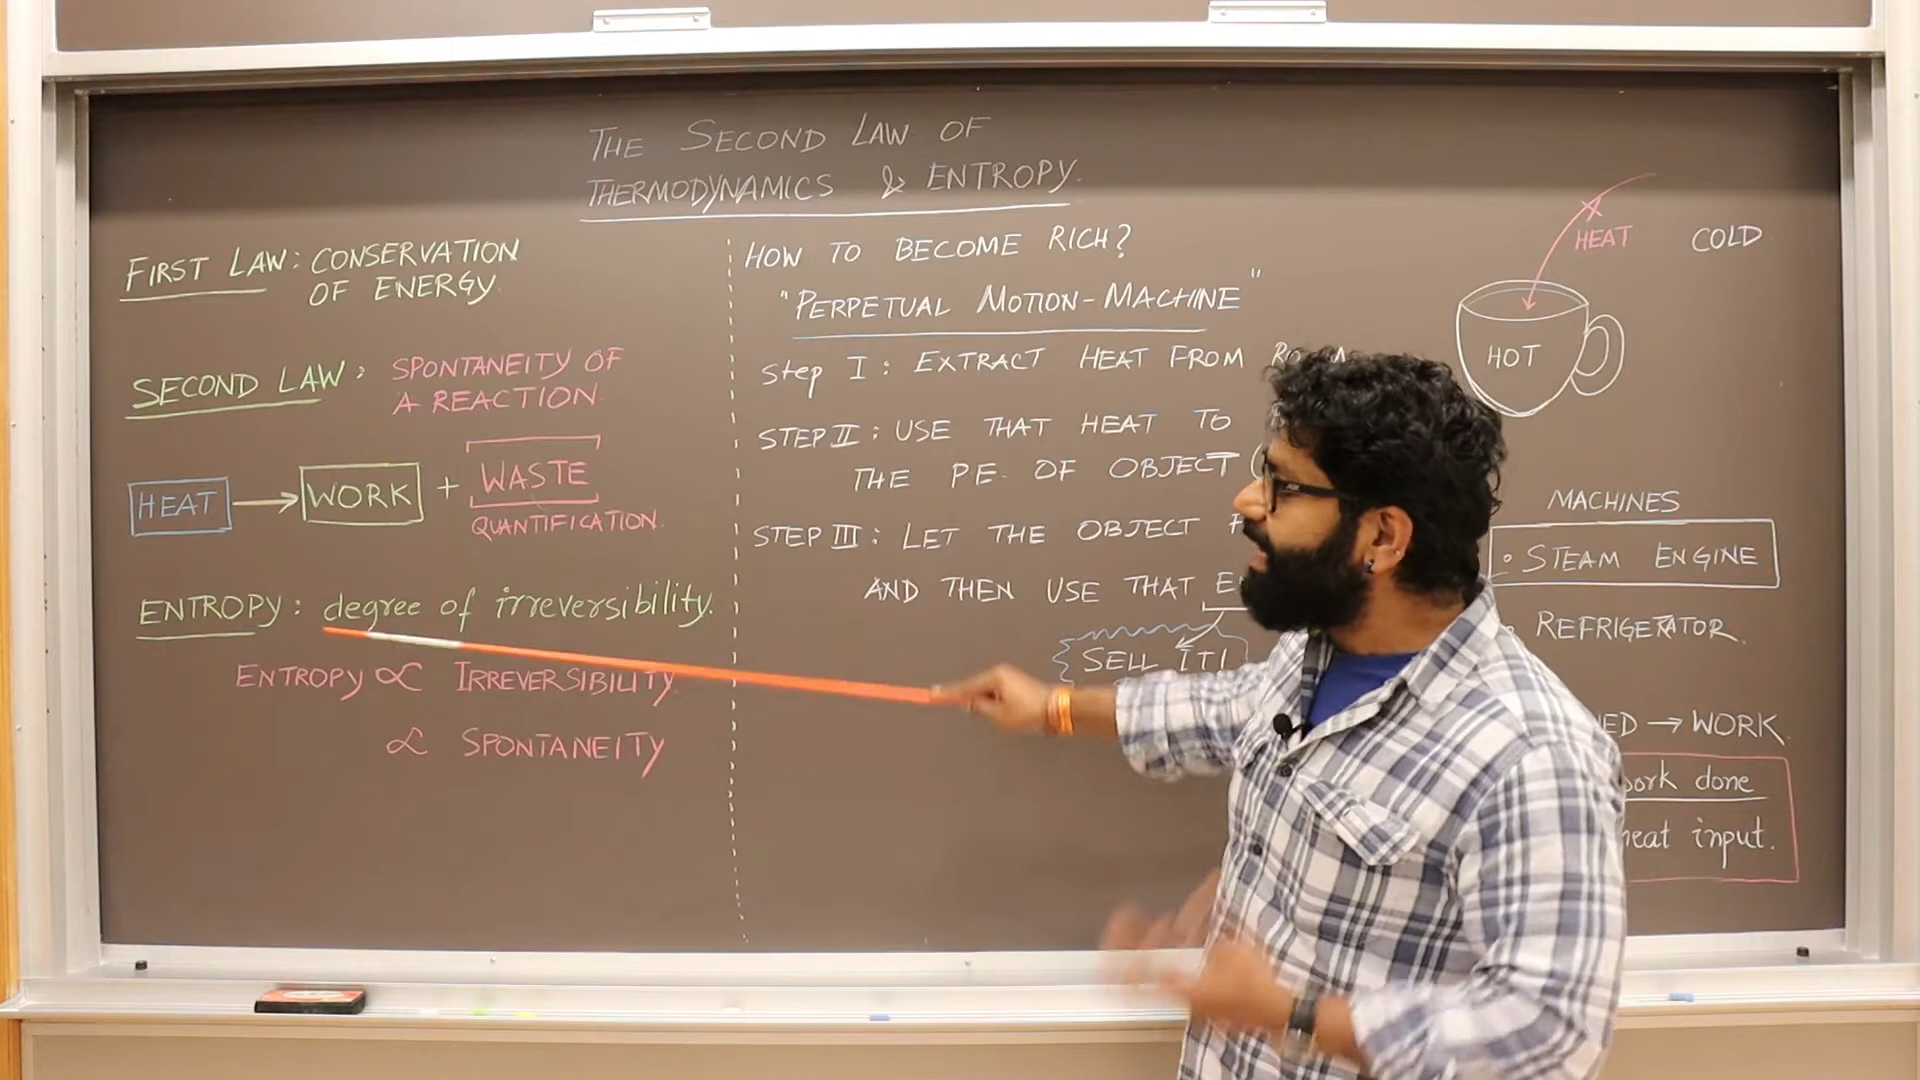 THE SECOND LAW OF
THERMODYNAMICS & ENTROPY.
FIRST LAW: CONSERVATION
OF ENERGY.
SECOND LAW: SPONTANEITY OF
A REACTION.
HEAT → WORK + WASTE
QUANTIFICATION.
ENTROPY: degree of irreversibility.
ENTROPY ∝ IRREVERSIBILITY.
∝ SPONTANEITY
HOW TO BECOME RICH?
"PERPETUAL MOTION-MACHINE"
Step I: EXTRACT HEAT FROM
STEP II: USE THAT HEAT TO
THE PE. OF OBJECT (
STEP III: LET THE OBJECT
AND THEN USE THAT
SELL IT!
HEAT
COLD
HOT
MACHINES
• STEAM ENGINE
• REFRIGERATOR.
→ WORK.
work done
heat input.